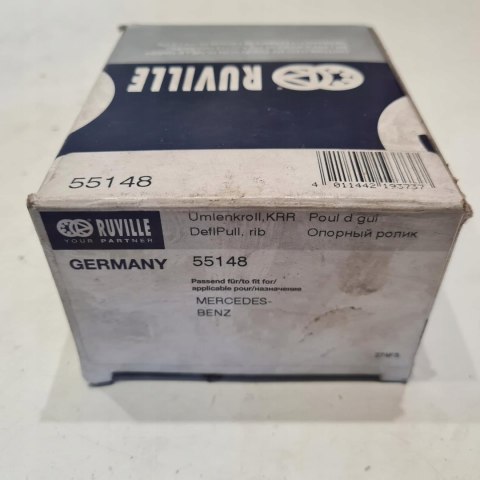 RUVILLE
55148
4 011442 193737
RUVILLE
YOUR PARTNER
Umlenkroll,KRR Poul d gui
DeflPull, rib Опорный ролик
GERMANY 55148
Passend für/to fit for/
applicable pour/назначение
MERCEDES-
BENZ